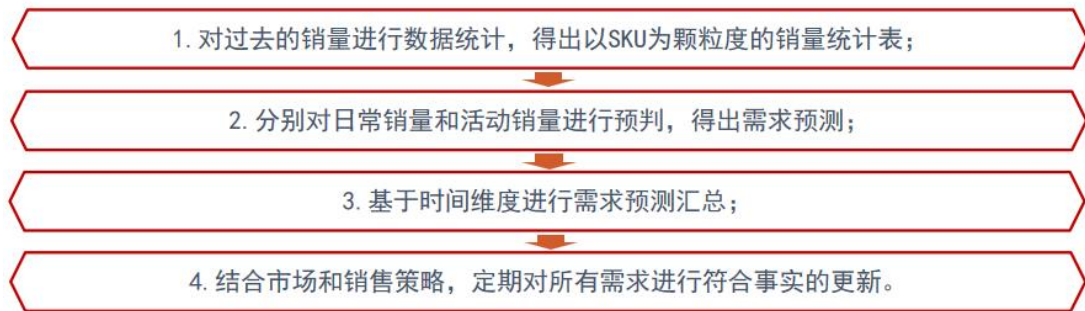 1.对过去的销量进行数据统计，得出以SKU为颗粒度的销量统计表；
2.分别对日常销量和活动销量进行预判，得出需求预测；
3.基于时间维度进行需求预测汇总；
4.结合市场和销售策略，定期对所有需求进行符合事实的更新。